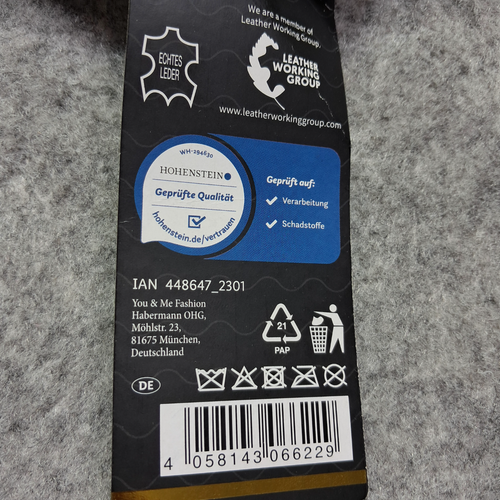 We are a member of
Leather Working Group.
ECHTES
LEDER
LEATHER
WORKING
GROUP
www.leatherworkinggroup.com
WH-294630
HOHENSTEIN
Geprüfte Qualität
hohenstein.de/vertrauen
Geprüft auf:
Verarbeitung
Schadstoffe
IAN 448647_2301
You & Me Fashion
Habermann OHG,
Möhlstr. 23,
81675 München,
Deutschland
21
PAP
DE
4 058143 066229